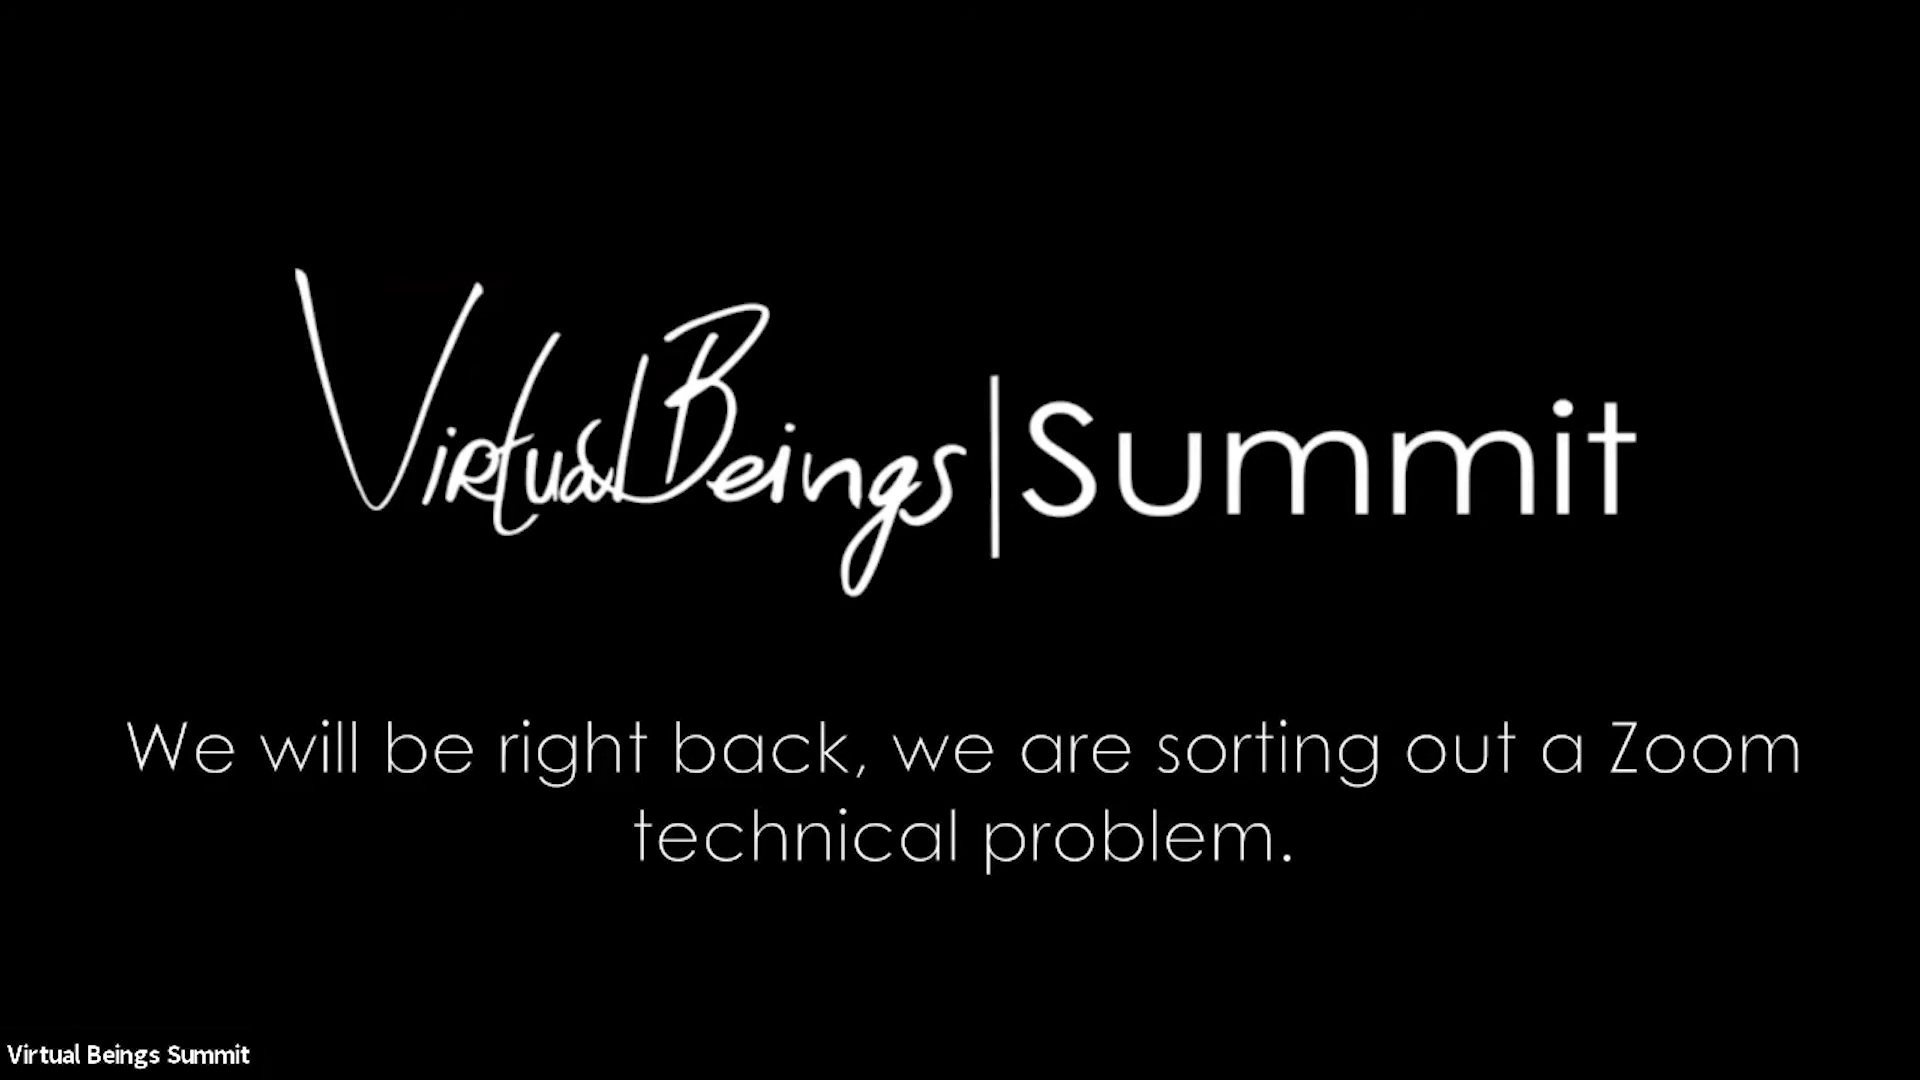 Virtual Beings | Summit
We will be right back, we are sorting out a Zoom
technical problem.
Virtual Beings Summit